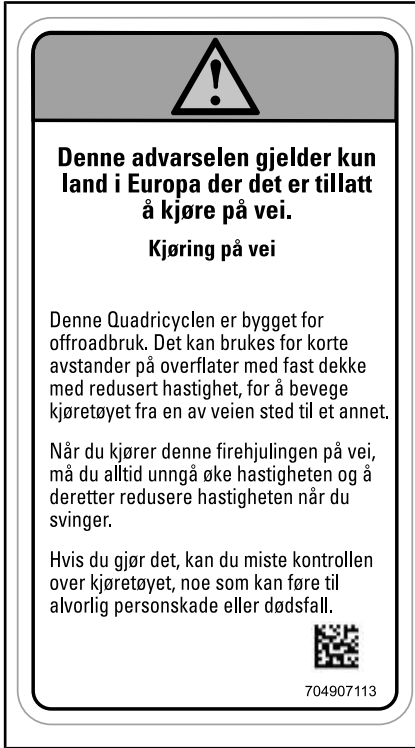 Denne advarselen gjelder kun
land i Europa der det er tillatt
å kjøre på vei.
Kjøring på vei
Denne Quadricyclen er bygget for
offroadbruk. Det kan brukes for korte
avstander på overflater med fast dekke
med redusert hastighet, for å bevege
kjøretøyet fra en av veien sted til et annet.
Når du kjører denne firehjulingen på vei,
må du alltid unngå øke hastigheten og å
deretter redusere hastigheten når du
svinger.
Hvis du gjør det, kan du miste kontrollen
over kjøretøyet, noe som kan føre til
alvorlig personskade eller dødsfall.
704907113